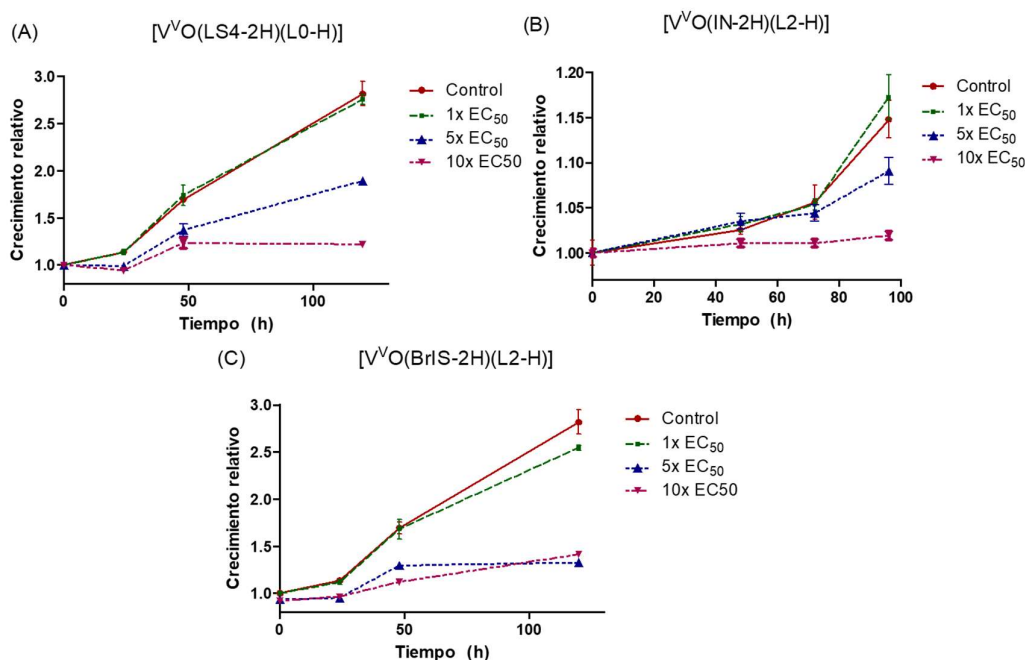 (A)
[VⱽO(LS4-2H)(L0-H)]
Crecimiento relativo
3.0
2.5
2.0
1.5
1.0
0
50
100
Tiempo (h)
Control
1x EC₅₀
5x EC₅₀
10x EC50
(B)
[VⱽO(IN-2H)(L2-H)]
Crecimiento relativo
1.20
1.15
1.10
1.05
1.00
0
20
40
60
80
100
Tiempo (h)
Control
1x EC₅₀
5x EC₅₀
10x EC50
(C)
[VⱽO(BrIS-2H)(L2-H)]
Crecimiento relativo
3.0
2.5
2.0
1.5
1.0
0
50
100
Tiempo (h)
Control
1x EC₅₀
5x EC₅₀
10x EC50